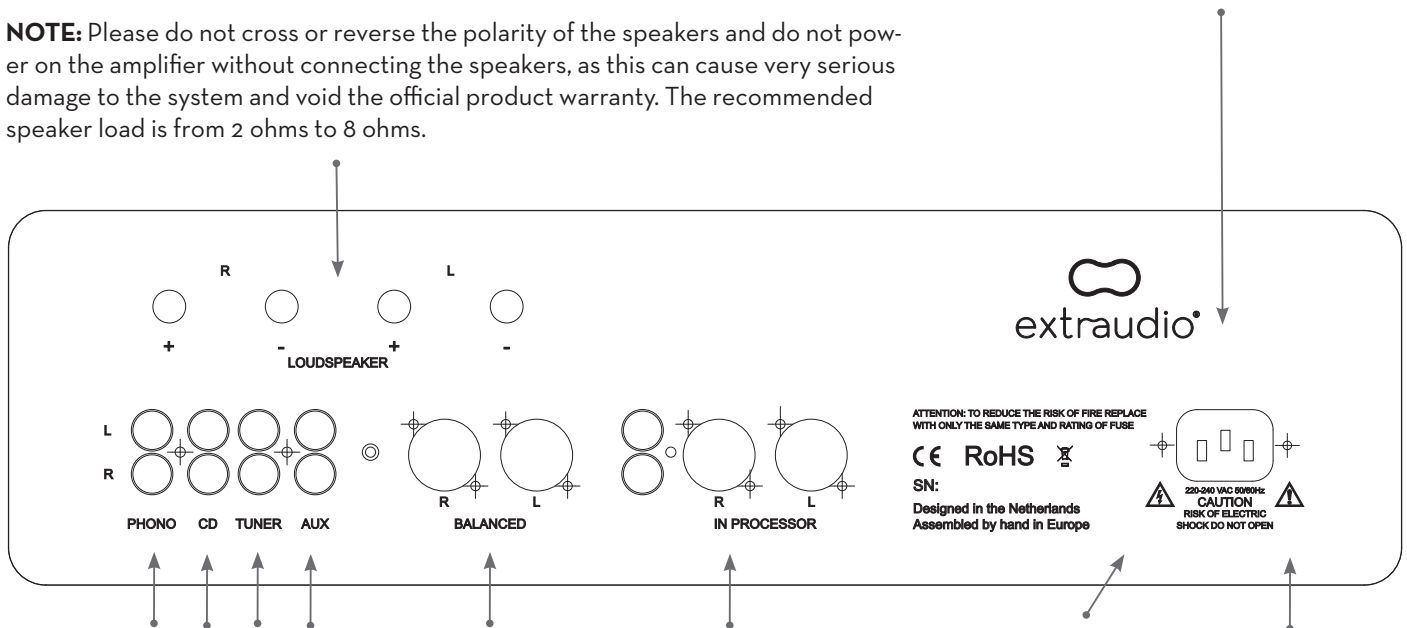 NOTE: Please do not cross or reverse the polarity of the speakers and do not pow-
er on the amplifier without connecting the speakers, as this can cause very serious
damage to the system and void the official product warranty. The recommended
speaker load is from 2 ohms to 8 ohms.
R L
+ - + -
LOUDSPEAKER
extraudio®
L
R
PHONO CD TUNER AUX
R L
BALANCED
R L
IN PROCESSOR
ATTENTION: TO REDUCE THE RISK OF FIRE REPLACE
WITH ONLY THE SAME TYPE AND RATING OF FUSE
CE RoHS
SN:
Designed in the Netherlands
Assembled by hand in Europe
220-240 VAC 50/60Hz
CAUTION
RISK OF ELECTRIC
SHOCK DO NOT OPEN